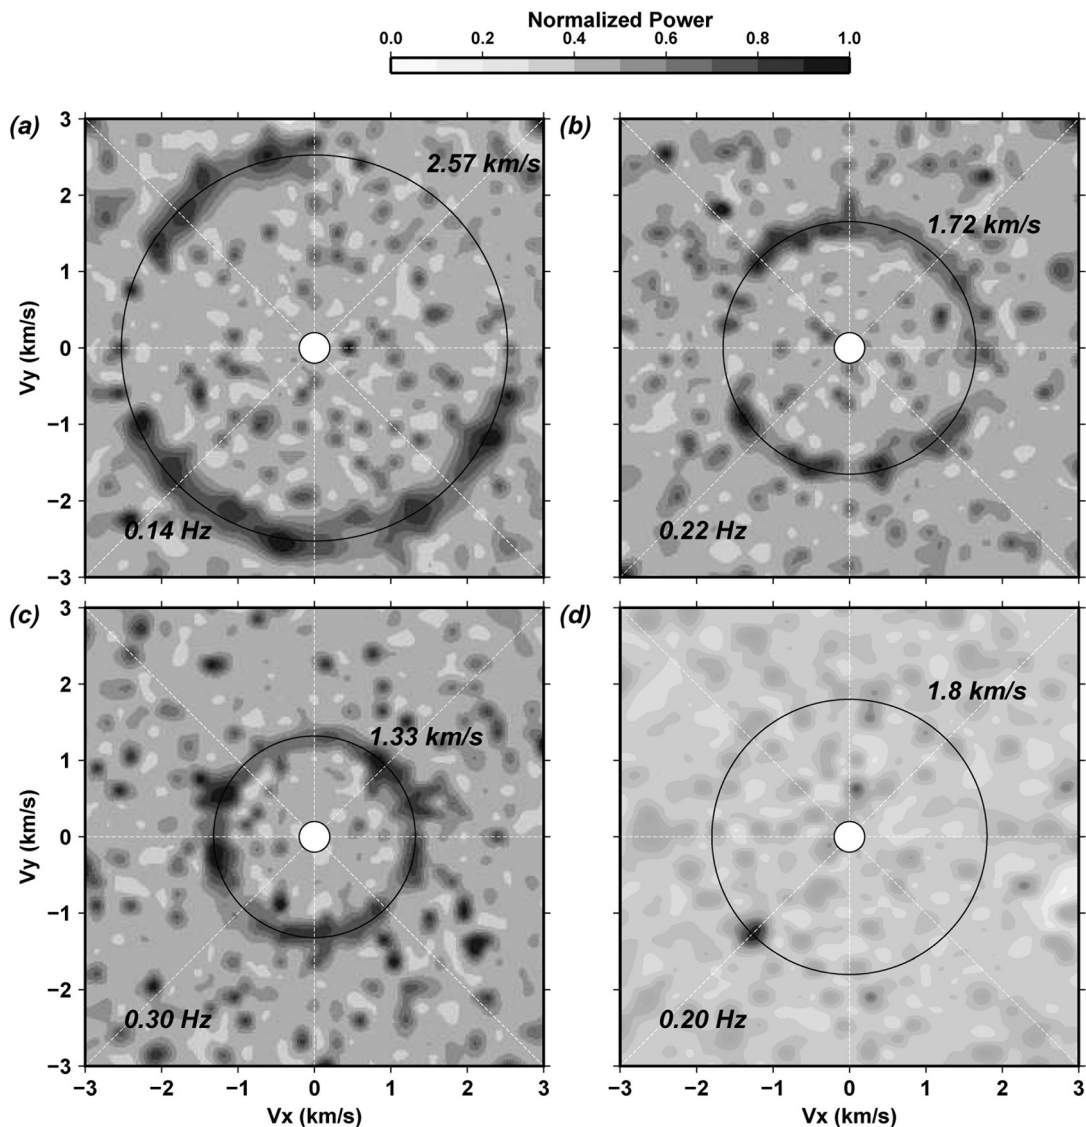 Normalized Power
0.0 0.2 0.4 0.6 0.8 1.0
(a) 3 2.57 km/s
2
1
Vy (km/s) 0
−1
−2 0.14 Hz
−3
(b)
1.72 km/s
0.22 Hz
(c) 3
2
1.33 km/s
1
Vy (km/s) 0
−1
−2
0.30 Hz
−3
−3 −2 −1 0 1 2 3
Vx (km/s)
(d)
1.8 km/s
0.20 Hz
−3 −2 −1 0 1 2 3
Vx (km/s)